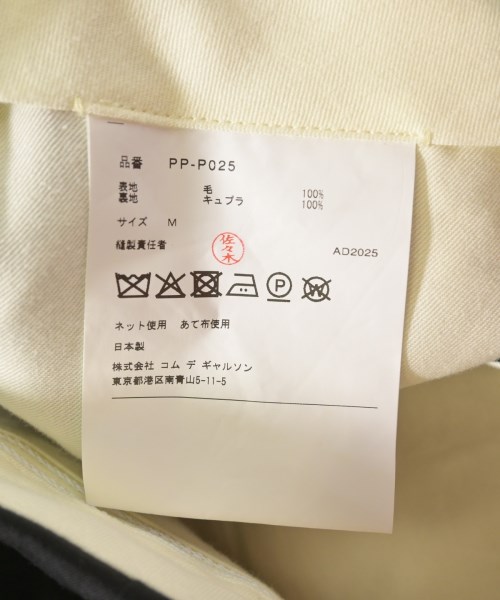 品番 PP-P025
表地 毛 100%
裏地 キュプラ 100%
サイズ M
縫製責任者 佐々木 AD2025
P W
ネット使用 あて布使用
日本製
株式会社 コム デ ギャルソン
東京都港区南青山5-11-5